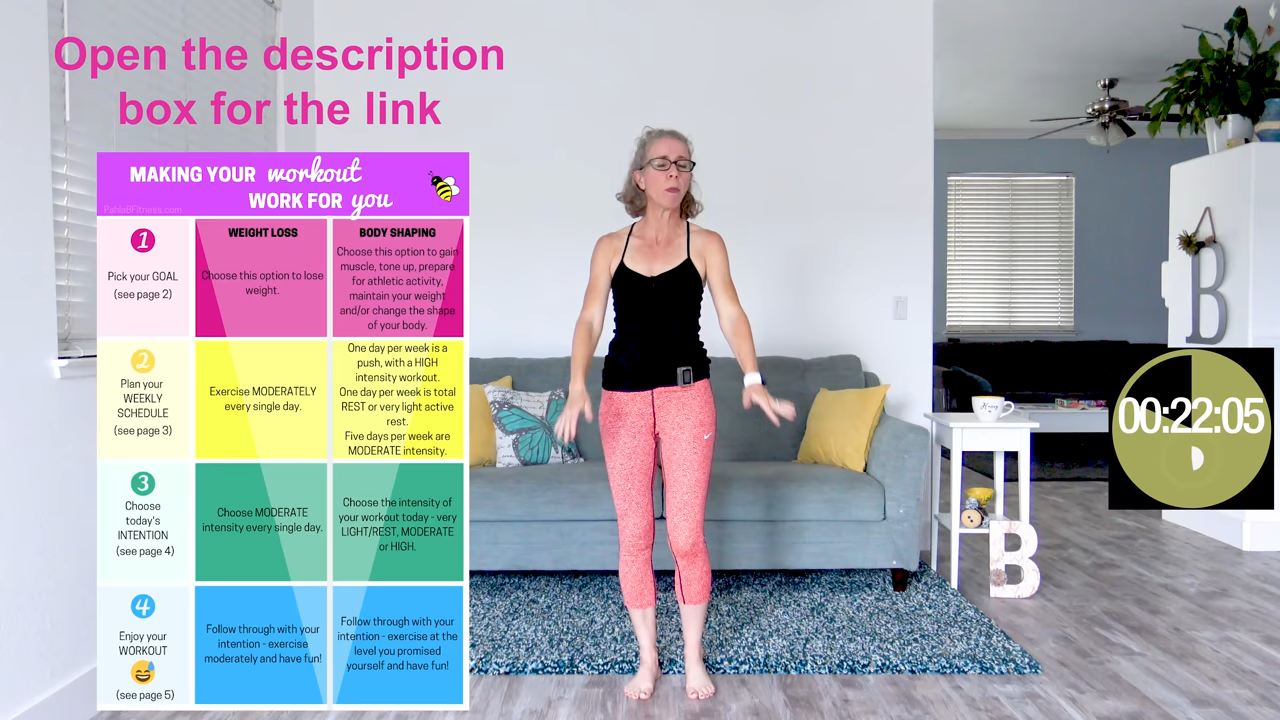 Open the description
box for the link
MAKING YOUR workout
WORK FOR you
PahlaBFitness.com
1
Pick your GOAL
(see page 2)
WEIGHT LOSS
Choose this option to lose
weight.
BODY SHAPING
Choose this option to gain
muscle, tone up, prepare
for athletic activity,
maintain your weight
and/or change the shape
of your body.
2
Plan your
WEEKLY
SCHEDULE
(see page 3)
Exercise MODERATELY
every single day.
One day per week is a
push, with a HIGH
intensity workout.
One day per week is total
REST or very light active
rest.
Five days per week are
MODERATE intensity.
3
Choose
today's
INTENTION
(see page 4)
Choose MODERATE
intensity every single day.
Choose the intensity of
your workout today - very
LIGHT/REST, MODERATE
or HIGH.
4
Enjoy your
WORKOUT
(see page 5)
Follow through with your
intention - exercise
moderately and have fun!
Follow through with your
intention - exercise at the
level you promised
yourself and have fun!
B
00:22:05
B